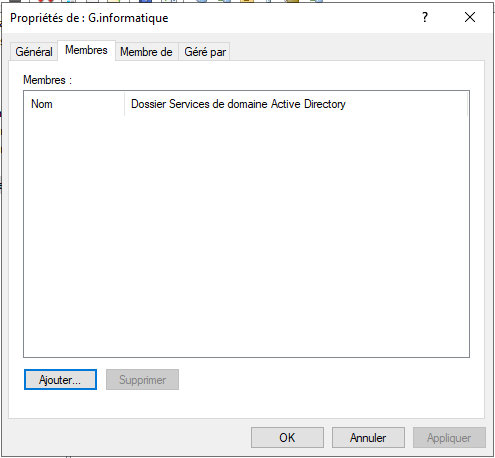 Propriétés de : G.informatique
?
Général Membres Membre de Géré par
Membres :
Nom Dossier Services de domaine Active Directory
Ajouter... Supprimer
OK Annuler Appliquer